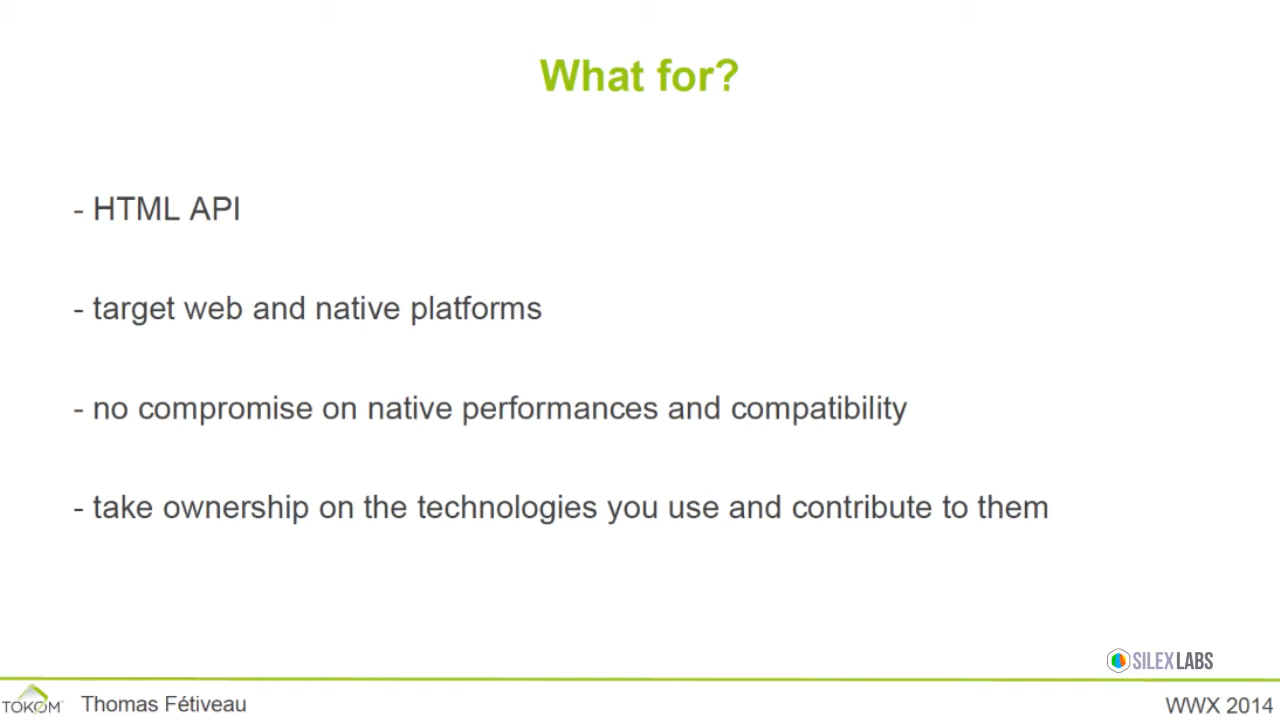 What for?
- HTML API
- target web and native platforms
- no compromise on native performances and compatibility
- take ownership on the technologies you use and contribute to them
SILEX LABS
TOKOM
Thomas Fétiveau
WWX 2014